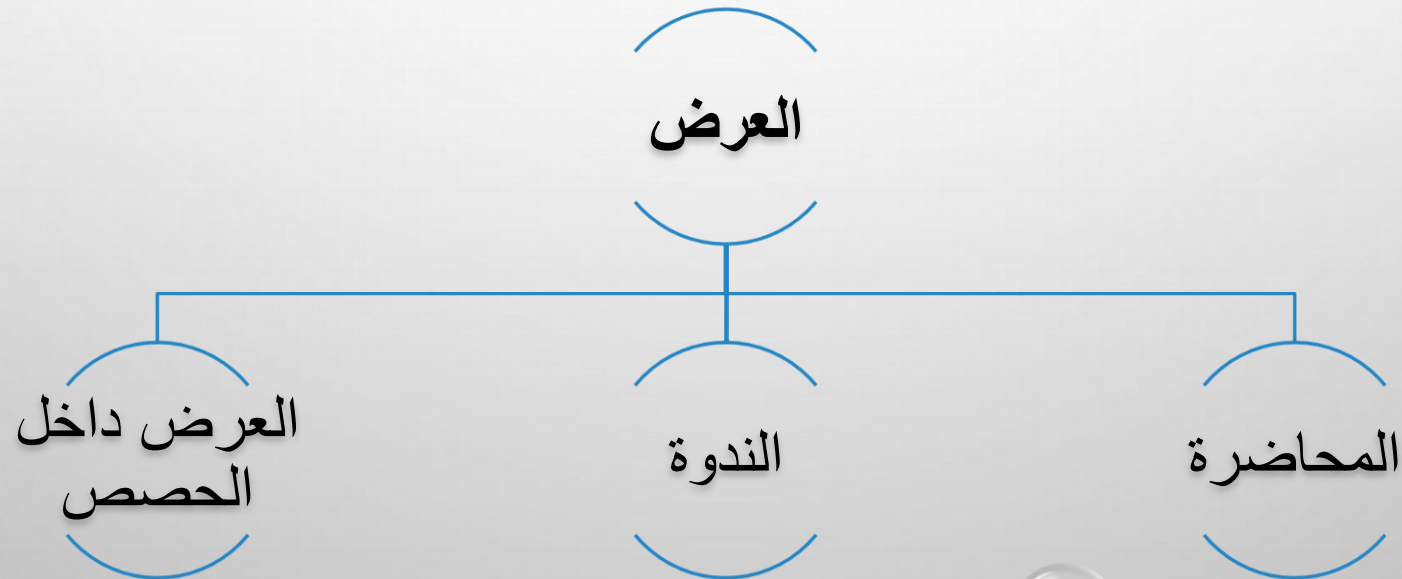 العرض
المحاضرة
الندوة
العرض داخل
الحصص